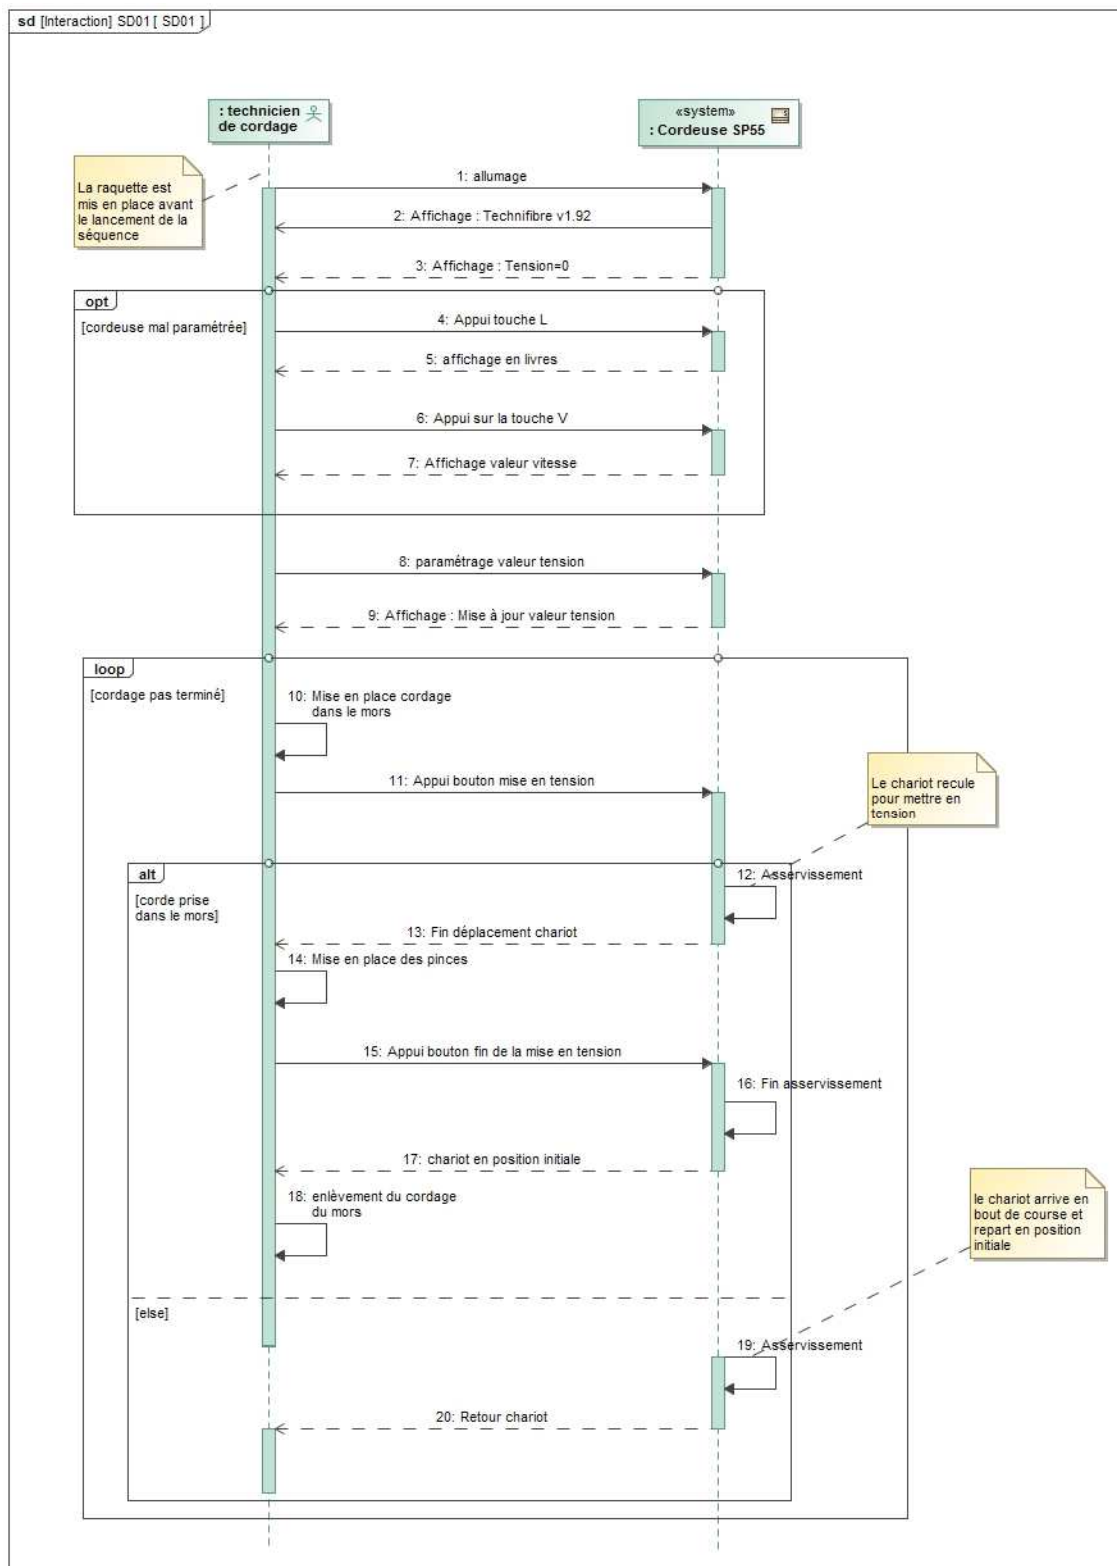 sd [Interaction] SD01 [ SD01 ]
: technicien
de cordage
«system»
: Cordeuse SP55
La raquette est
mis en place avant
le lancement de la
séquence
1: allumage
2: Affichage : Technifibre v1.92
3: Affichage : Tension=0
opt
[cordeuse mal paramétrée]
4: Appui touche L
5: affichage en livres
6: Appui sur la touche V
7: Affichage valeur vitesse
8: paramétrage valeur tension
9: Affichage : Mise à jour valeur tension
loop
[cordage pas terminé]
10: Mise en place cordage
dans le mors
11: Appui bouton mise en tension
Le chariot recule
pour mettre en
tension
alt
[corde prise
dans le mors]
12: Asservissement
13: Fin déplacement chariot
14: Mise en place des pinces
15: Appui bouton fin de la mise en tension
16: Fin asservissement
17: chariot en position initiale
18: enlèvement du cordage
du mors
le chariot arrive en
bout de course et
repart en position
initiale
[else]
19: Asservissement
20: Retour chariot